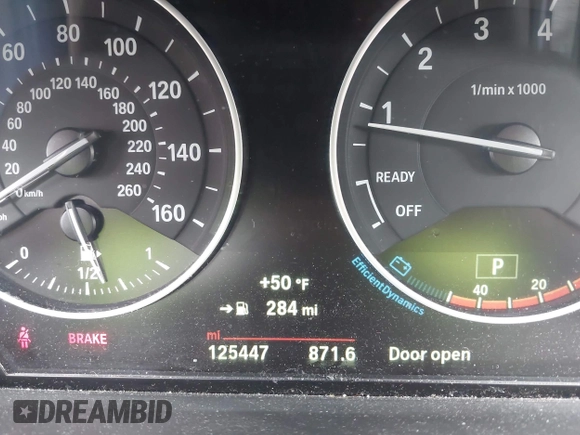 60 80 100 120 140 160
20 40 60 80 100 120 140 160 180 200 220 240 260
km/h
0 1/2 1
1 2 3 4
1/min x 1000
READY
OFF
EfficientDynamics
P
40 20
+50 °F
284 mi
BRAKE
mi
125447 871.6
Door open
DREAMBID